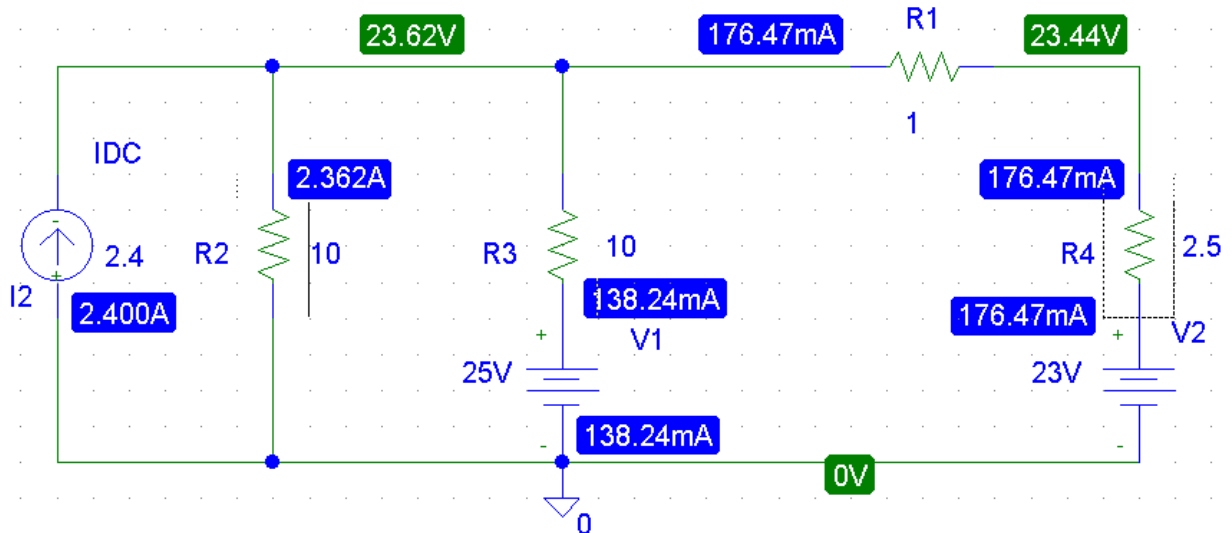 R1
23.62V
176.47mA
23.44V
1
IDC
2.362A
176.47mA
R2
10
R3
10
R4
2.5
2.4
I2
138.24mA
2.400A
176.47mA
V1
V2
25V
23V
138.24mA
0V
0